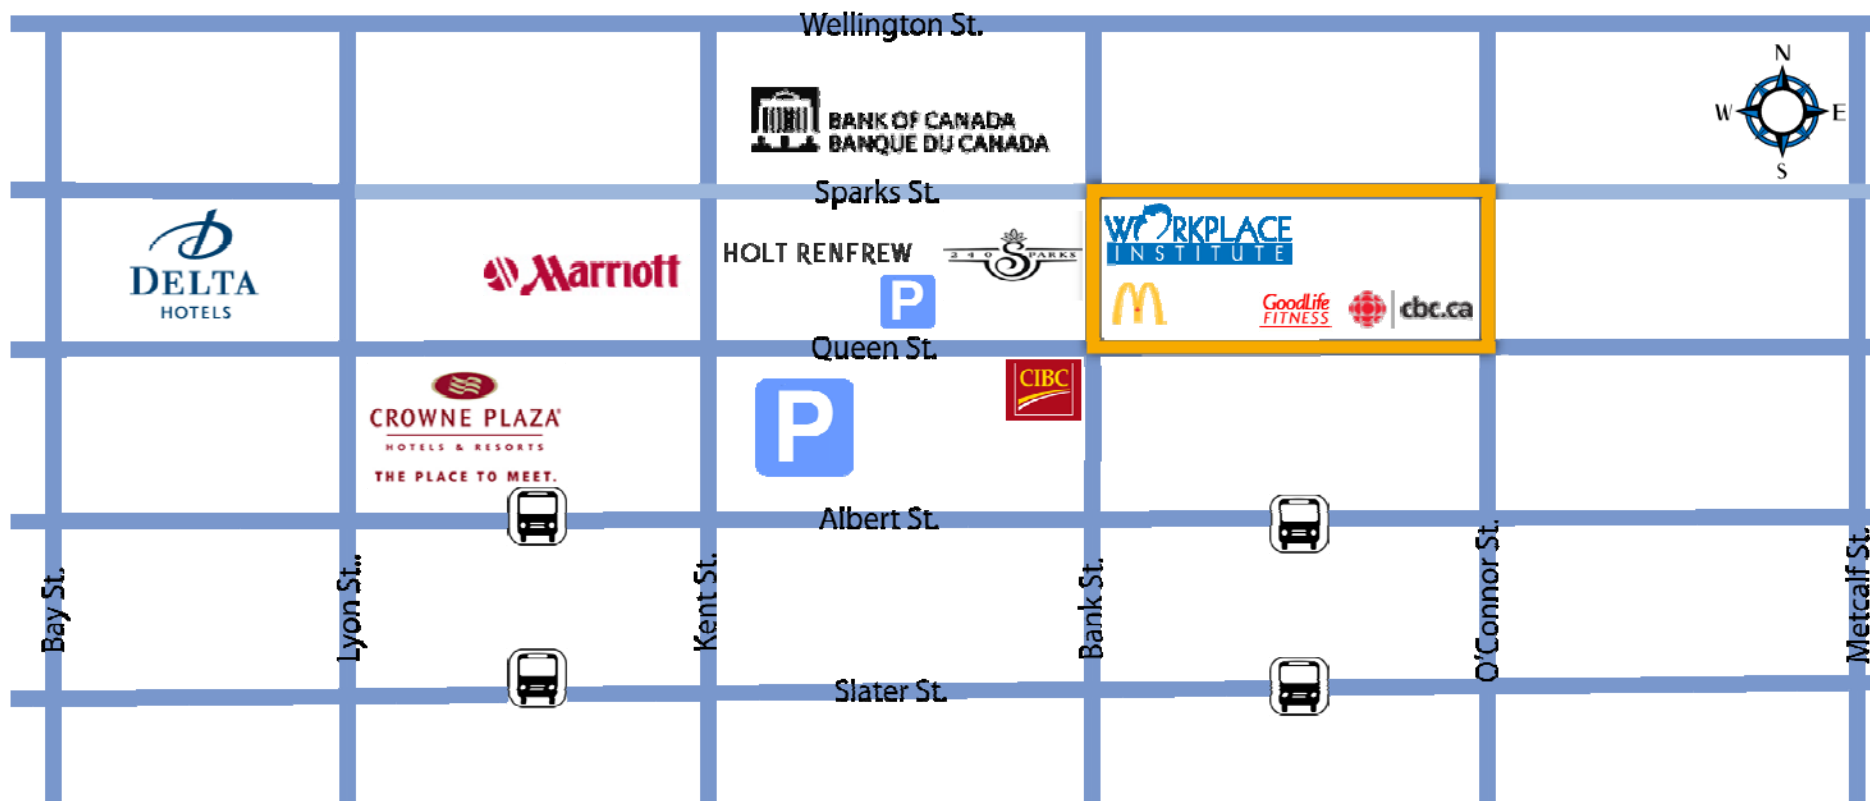 Wellington St.
N
W E
S
BANK OF CANADA
BANQUE DU CANADA
Sparks St.
DELTA
HOTELS
Marriott
HOLT RENFREW
240 SPARKS
WORKPLACE
INSTITUTE
P
GoodLife
FITNESS
cbc.ca
Queen St.
CROWNE PLAZA
HOTELS & RESORTS
THE PLACE TO MEET.
P
CIBC
Albert St.
Bay St.
Lyon St..
Kent St.
Bank St.
O'Connor St.
Metcalf St.
Slater St.